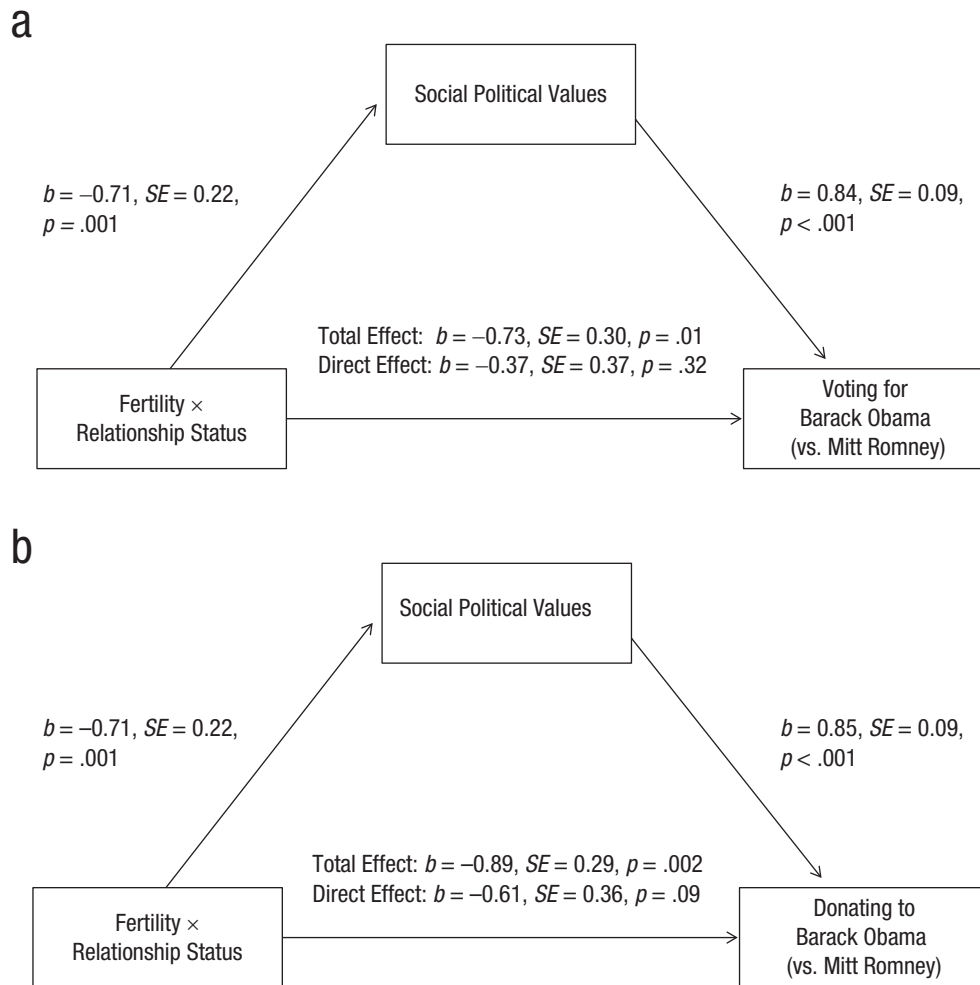 a
Social Political Values
b = –0.71, SE = 0.22,
p = .001
b = 0.84, SE = 0.09,
p < .001
Total Effect:  b = –0.73, SE = 0.30, p = .01
Direct Effect: b = –0.37, SE = 0.37, p = .32
Fertility ×
Relationship Status
Voting for
Barack Obama
(vs. Mitt Romney)
b
Social Political Values
b = –0.71, SE = 0.22,
p = .001
b = 0.85, SE = 0.09,
p < .001
Total Effect: b = –0.89, SE = 0.29, p = .002
Direct Effect: b = –0.61, SE = 0.36, p = .09
Fertility ×
Relationship Status
Donating to
Barack Obama
(vs. Mitt Romney)